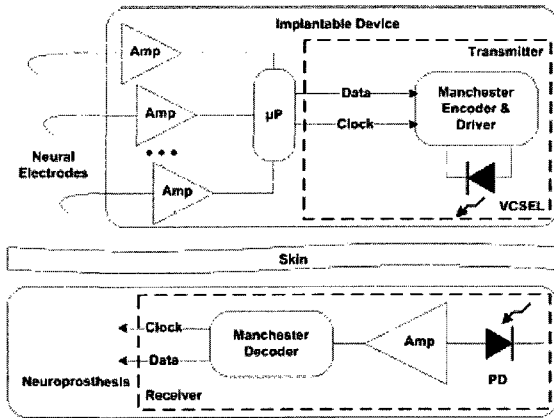 Implantable Device
Amp
Transmitter
Amp
µP
Data
Clock
Manchester
Encoder &
Driver
Neural
Electrodes
Amp
VCSEL
Skin
Clock
Data
Manchester
Decoder
Amp
PD
Neuroprosthesis
Receiver